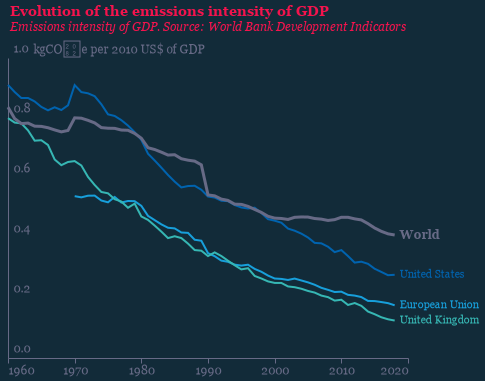 Evolution of the emissions intensity of GDP
Emissions intensity of GDP. Source: World Bank Development Indicators
1.0 kgCO e per 2010 US$ of GDP
0.8
0.6
0.4
World
United States
0.2
European Union
United Kingdom
0.0
1960 1970 1980 1990 2000 2010 2020